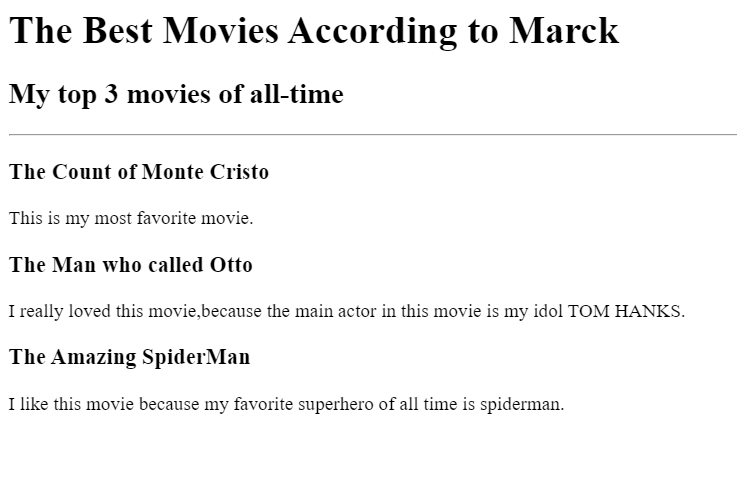 The Best Movies According to Marck
My top 3 movies of all-time
The Count of Monte Cristo
This is my most favorite movie.
The Man who called Otto
I really loved this movie,because the main actor in this movie is my idol TOM HANKS.
The Amazing SpiderMan
I like this movie because my favorite superhero of all time is spiderman.